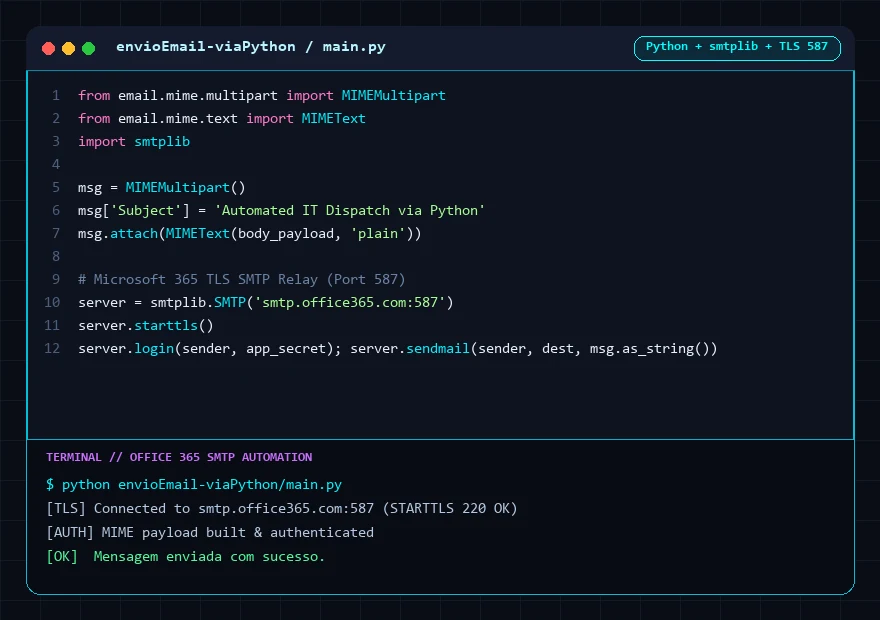 envioEmail-viaPython / main.py
Python + smtplib + TLS 587
1 from email.mime.multipart import MIMEMultipart
2 from email.mime.text import MIMEText
3 import smtplib
4
5 msg = MIMEMultipart()
6 msg['Subject'] = 'Automated IT Dispatch via Python'
7 msg.attach(MIMEText(body_payload, 'plain'))
8
9 # Microsoft 365 TLS SMTP Relay (Port 587)
10 server = smtplib.SMTP('smtp.office365.com:587')
11 server.starttls()
12 server.login(sender, app_secret); server.sendmail(sender, dest, msg.as_string())
TERMINAL // OFFICE 365 SMTP AUTOMATION
$ python envioEmail-viaPython/main.py
[TLS] Connected to smtp.office365.com:587 (STARTTLS 220 OK)
[AUTH] MIME payload built & authenticated
[OK]  Mensagem enviada com sucesso.